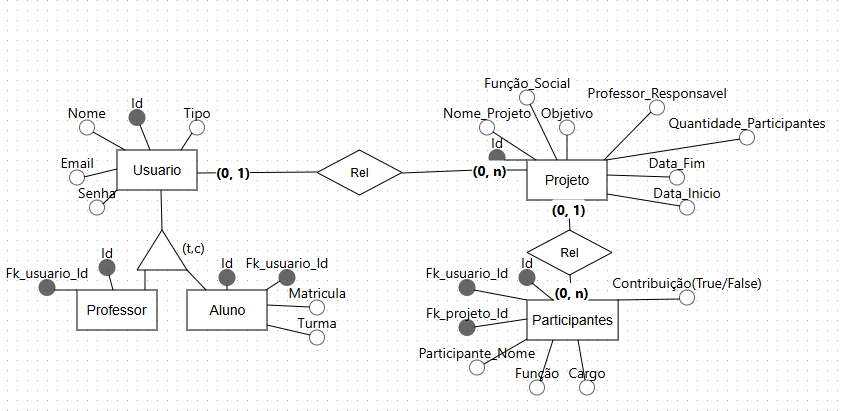 Função_Social
Professor_Responsavel
Nome
Id
Tipo
Nome_Projeto
Objetivo
Quantidade_Participantes
Id
Email
Usuario
(0, 1)
Rel
(0, n)
Projeto
Data_Fim
Senha
Data_Inicio
(0, 1)
(t,c)
Id
Rel
Fk_usuario_Id
Id
Fk_usuario_Id
Fk_usuario_Id
Id
Contribuição(True/False)
Matricula
(0, n)
Professor
Aluno
Fk_projeto_Id
Participantes
Turma
Participante_Nome
Função
Cargo